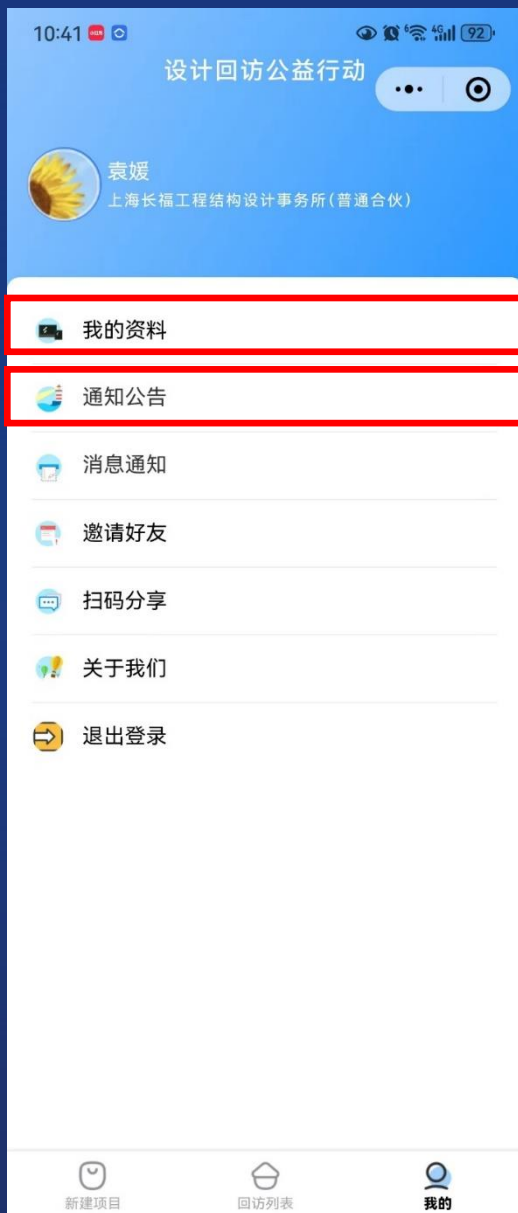 10:41
4G
92
设计回访公益行动
袁媛
上海长福工程结构设计事务所(普通合伙)
我的资料
通知公告
消息通知
邀请好友
扫码分享
关于我们
退出登录
新建项目
回访列表
我的